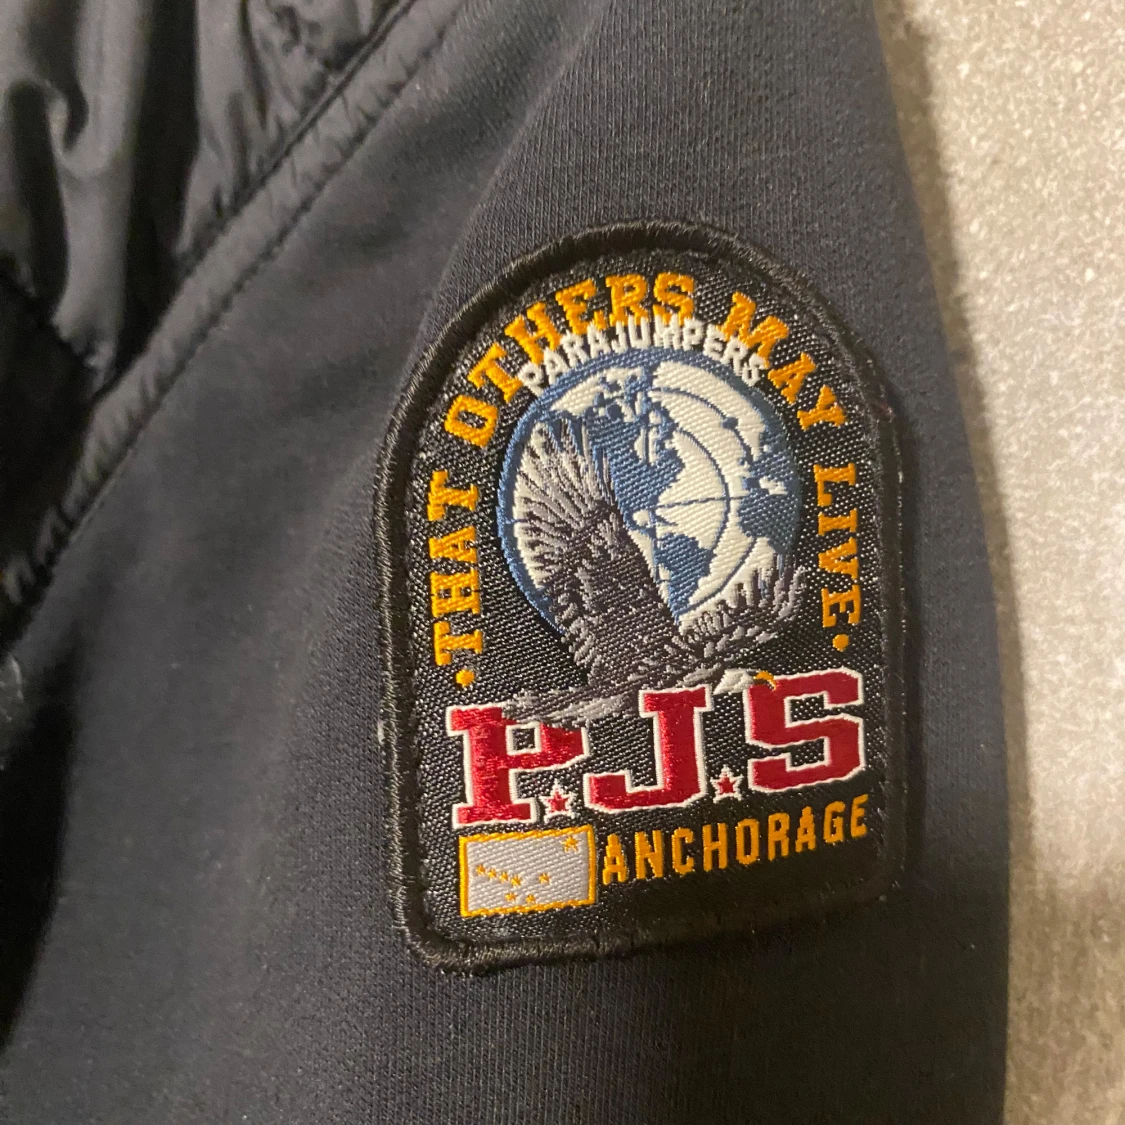 •THAT OTHERS MAY LIVE•
PARAJUMPERS
P.J.S
ANCHORAGE